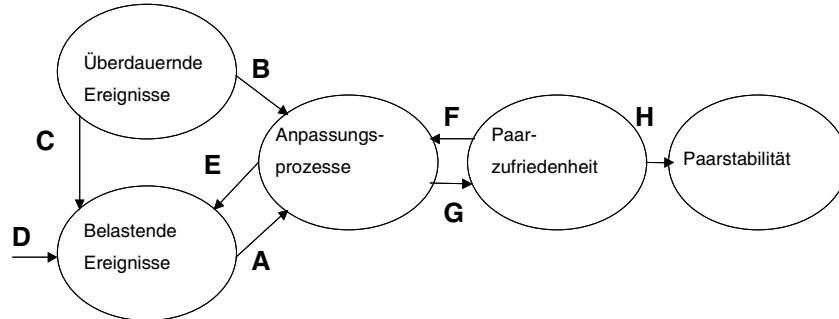 Überdauernde
Ereignisse
B
C
Anpassungs-
prozesse
F
Paar-
zufriedenheit
H
Paarstabilität
E
G
D
Belastende
Ereignisse
A